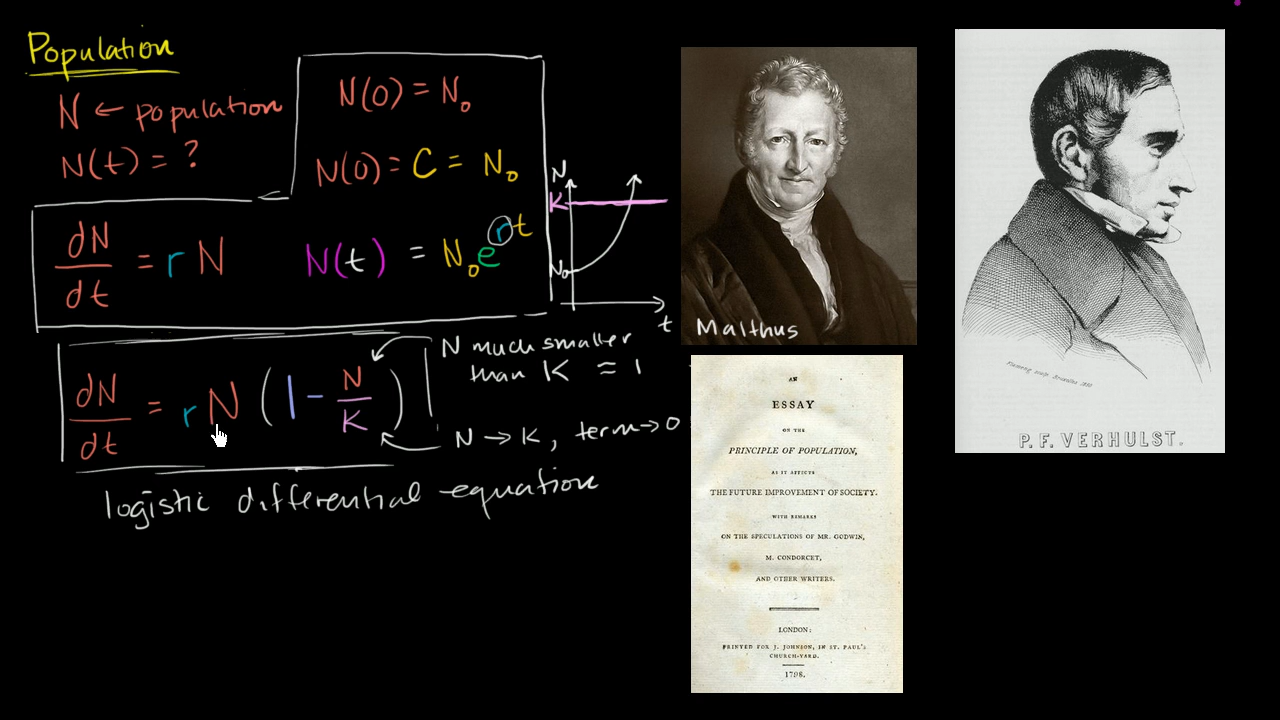 Population
N ← population
N(t) = ?
N(0) = N₀
N(0) = C = N₀
dN/dt = rN
N(t) = N₀e^rt
N
K
N₀
t
dN/dt = rN(1 - N/K)
N much smaller
than K ≈ 1
N → K, term → 0
logistic differential equation
Malthus
AN
ESSAY
ON THE
PRINCIPLE OF POPULATION,
AS IT AFFECTS
THE FUTURE IMPROVEMENT OF SOCIETY.
WITH REMARKS
ON THE SPECULATIONS OF MR. GODWIN,
M. CONDORCET,
AND OTHER WRITERS.
LONDON:
PRINTED FOR J. JOHNSON, IN ST. PAUL'S
CHURCH-YARD.
1798.
P. F. VERHULST.